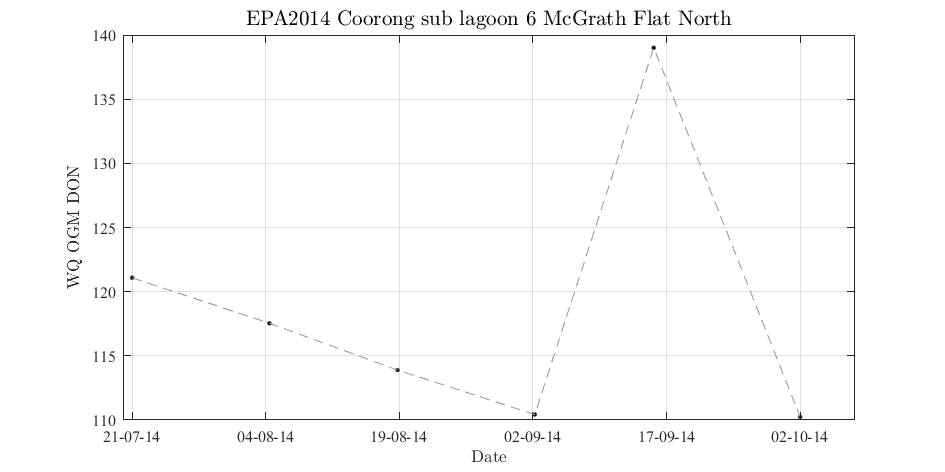 EPA2014 Coorong sub lagoon 6 McGrath Flat North
140
135
130
125
120
115
110
WQ OGM DON
21-07-14 04-08-14 19-08-14 02-09-14 17-09-14 02-10-14
Date